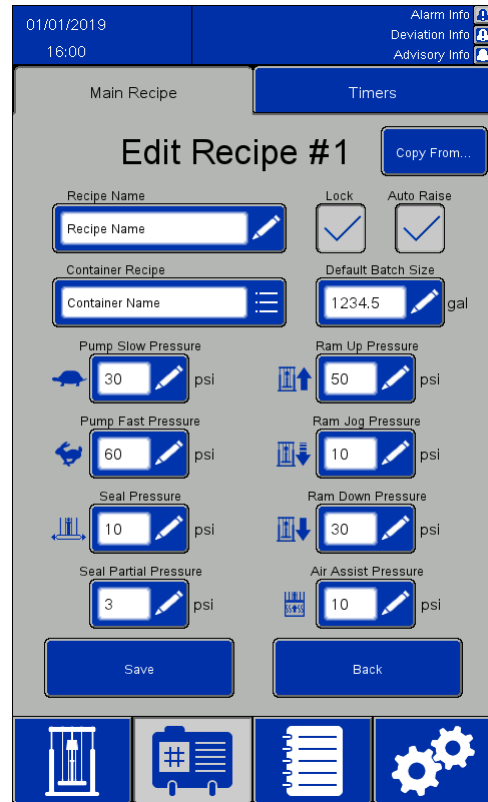 01/01/2019
16:00
Alarm Info
Deviation Info
Advisory Info
Main Recipe
Timers
Edit Recipe #1
Copy From...
Recipe Name
Lock
Auto Raise
Recipe Name
Container Recipe
Default Batch Size
Container Name
1234.5
gal
Pump Slow Pressure
Ram Up Pressure
30
psi
50
psi
Pump Fast Pressure
Ram Jog Pressure
60
psi
10
psi
Seal Pressure
Ram Down Pressure
10
psi
30
psi
Seal Partial Pressure
Air Assist Pressure
3
psi
10
psi
Save
Back
#